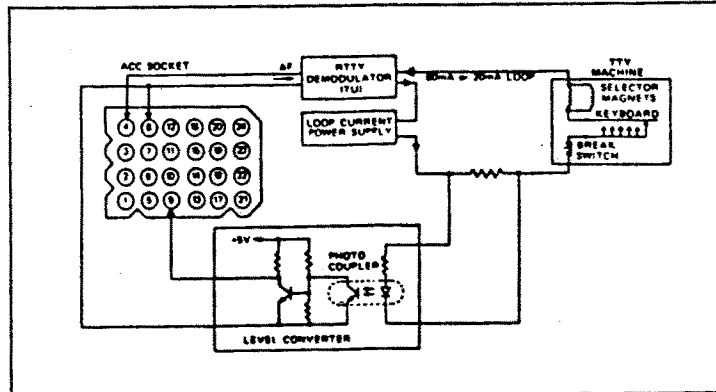 ACC SOCKET
ΔF
RTTY
DEMODULATOR
(TU)
60mA or 20mA LOOP
TTY
MACHINE
SELECTOR
MAGNETS
KEYBOARD
BREAK
SWITCH
LOOP CURRENT
POWER SUPPLY
4 8 12 16 20 24
3 7 11 15 19 23
2 6 10 14 18 22
1 5 9 13 17 21
PHOTO
COUPLER
LEVEL CONVERTER